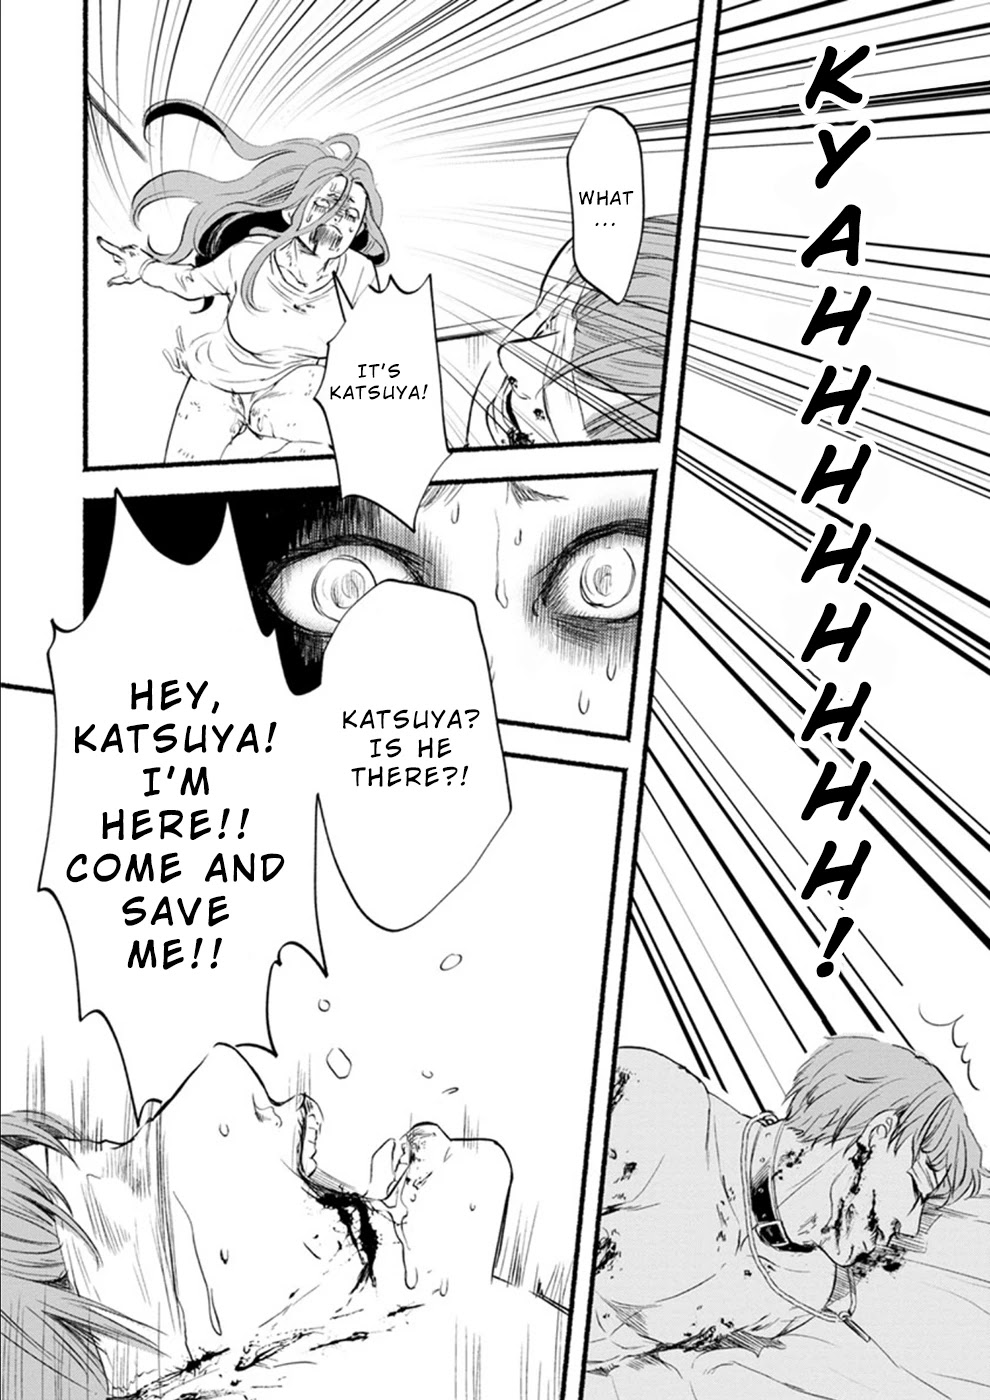 KYAHHHHHHHH!
WHAT
...
IT'S
KATSUYA!
KATSUYA?
IS HE
THERE?!
HEY,
KATSUYA!
I'M
HERE!!
COME AND
SAVE
ME!!